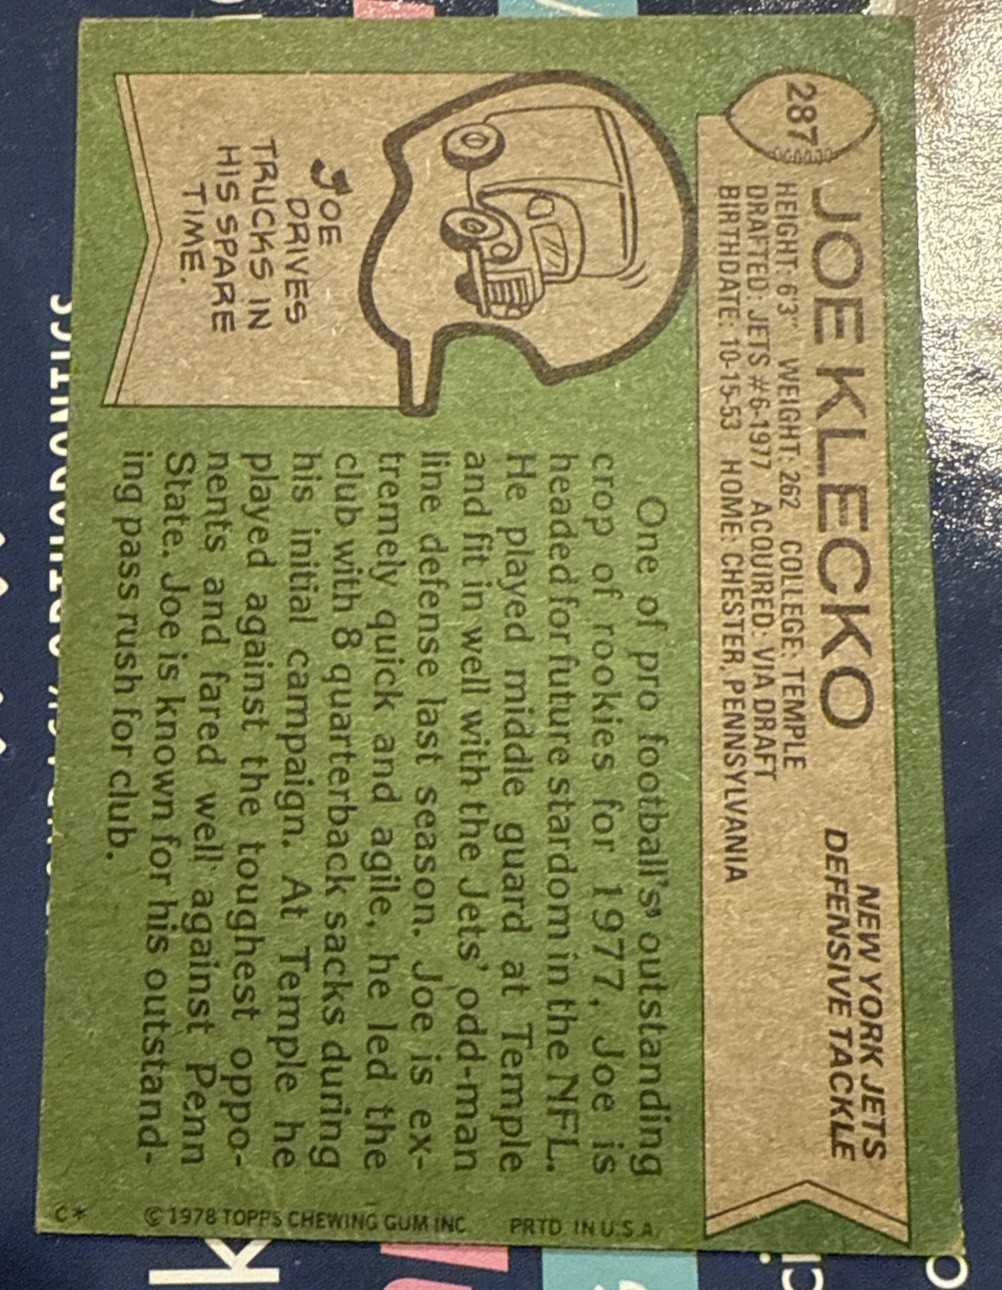 287
JOE KLECKO
NEW YORK JETS
DEFENSIVE TACKLE
HEIGHT: 6'3" WEIGHT: 262 COLLEGE: TEMPLE
DRAFTED: JETS #6-1977 ACQUIRED: VIA DRAFT
BIRTHDATE: 10-15-53 HOME: CHESTER, PENNSYLVANIA
JOE
DRIVES
TRUCKS IN
HIS SPARE
TIME.
One of pro football's' outstanding
crop of rookies for 1977, Joe is
headed for future stardom in the NFL.
He played middle guard at Temple
and fit in well with the Jets' odd-man
line defense last season. Joe is ex-
tremely quick and agile, he led the
club with 8 quarterback sacks during
his initial campaign. At Temple he
played against the toughest oppo-
nents and fared well against Penn
State. Joe is known for his outstand-
ing pass rush for club.
C* © 1978 TOPPS CHEWING GUM INC. PRTD. IN U.S.A.